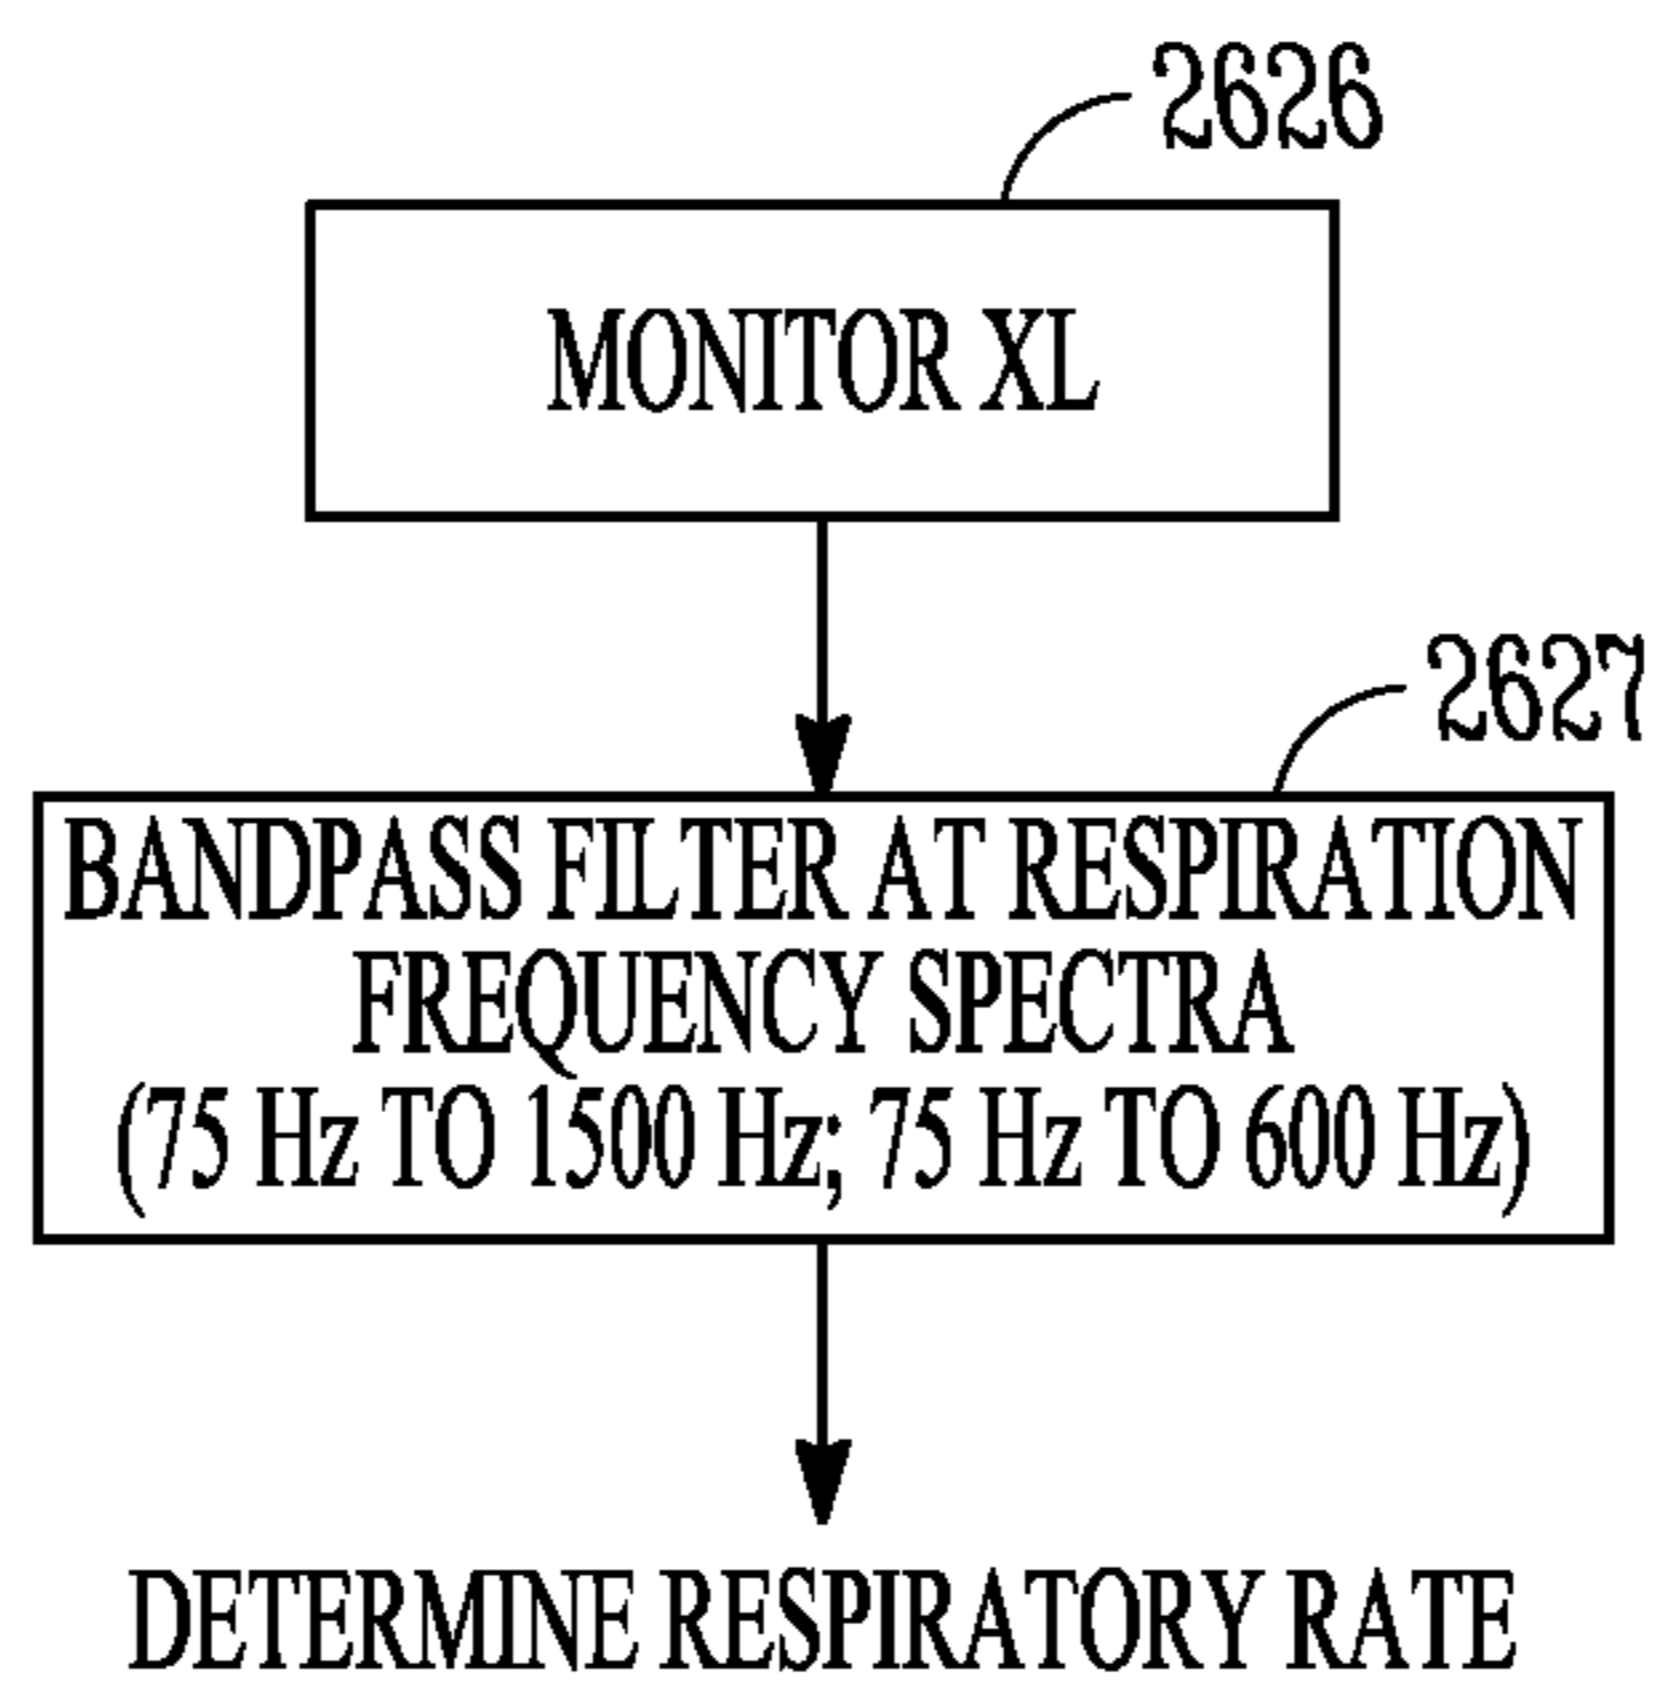 2626
MONITOR XL
2627
BANDPASS FILTER AT RESPIRATION
FREQUENCY SPECTRA
(75 Hz TO 1500 Hz; 75 Hz TO 600 Hz)
DETERMINE RESPIRATORY RATE